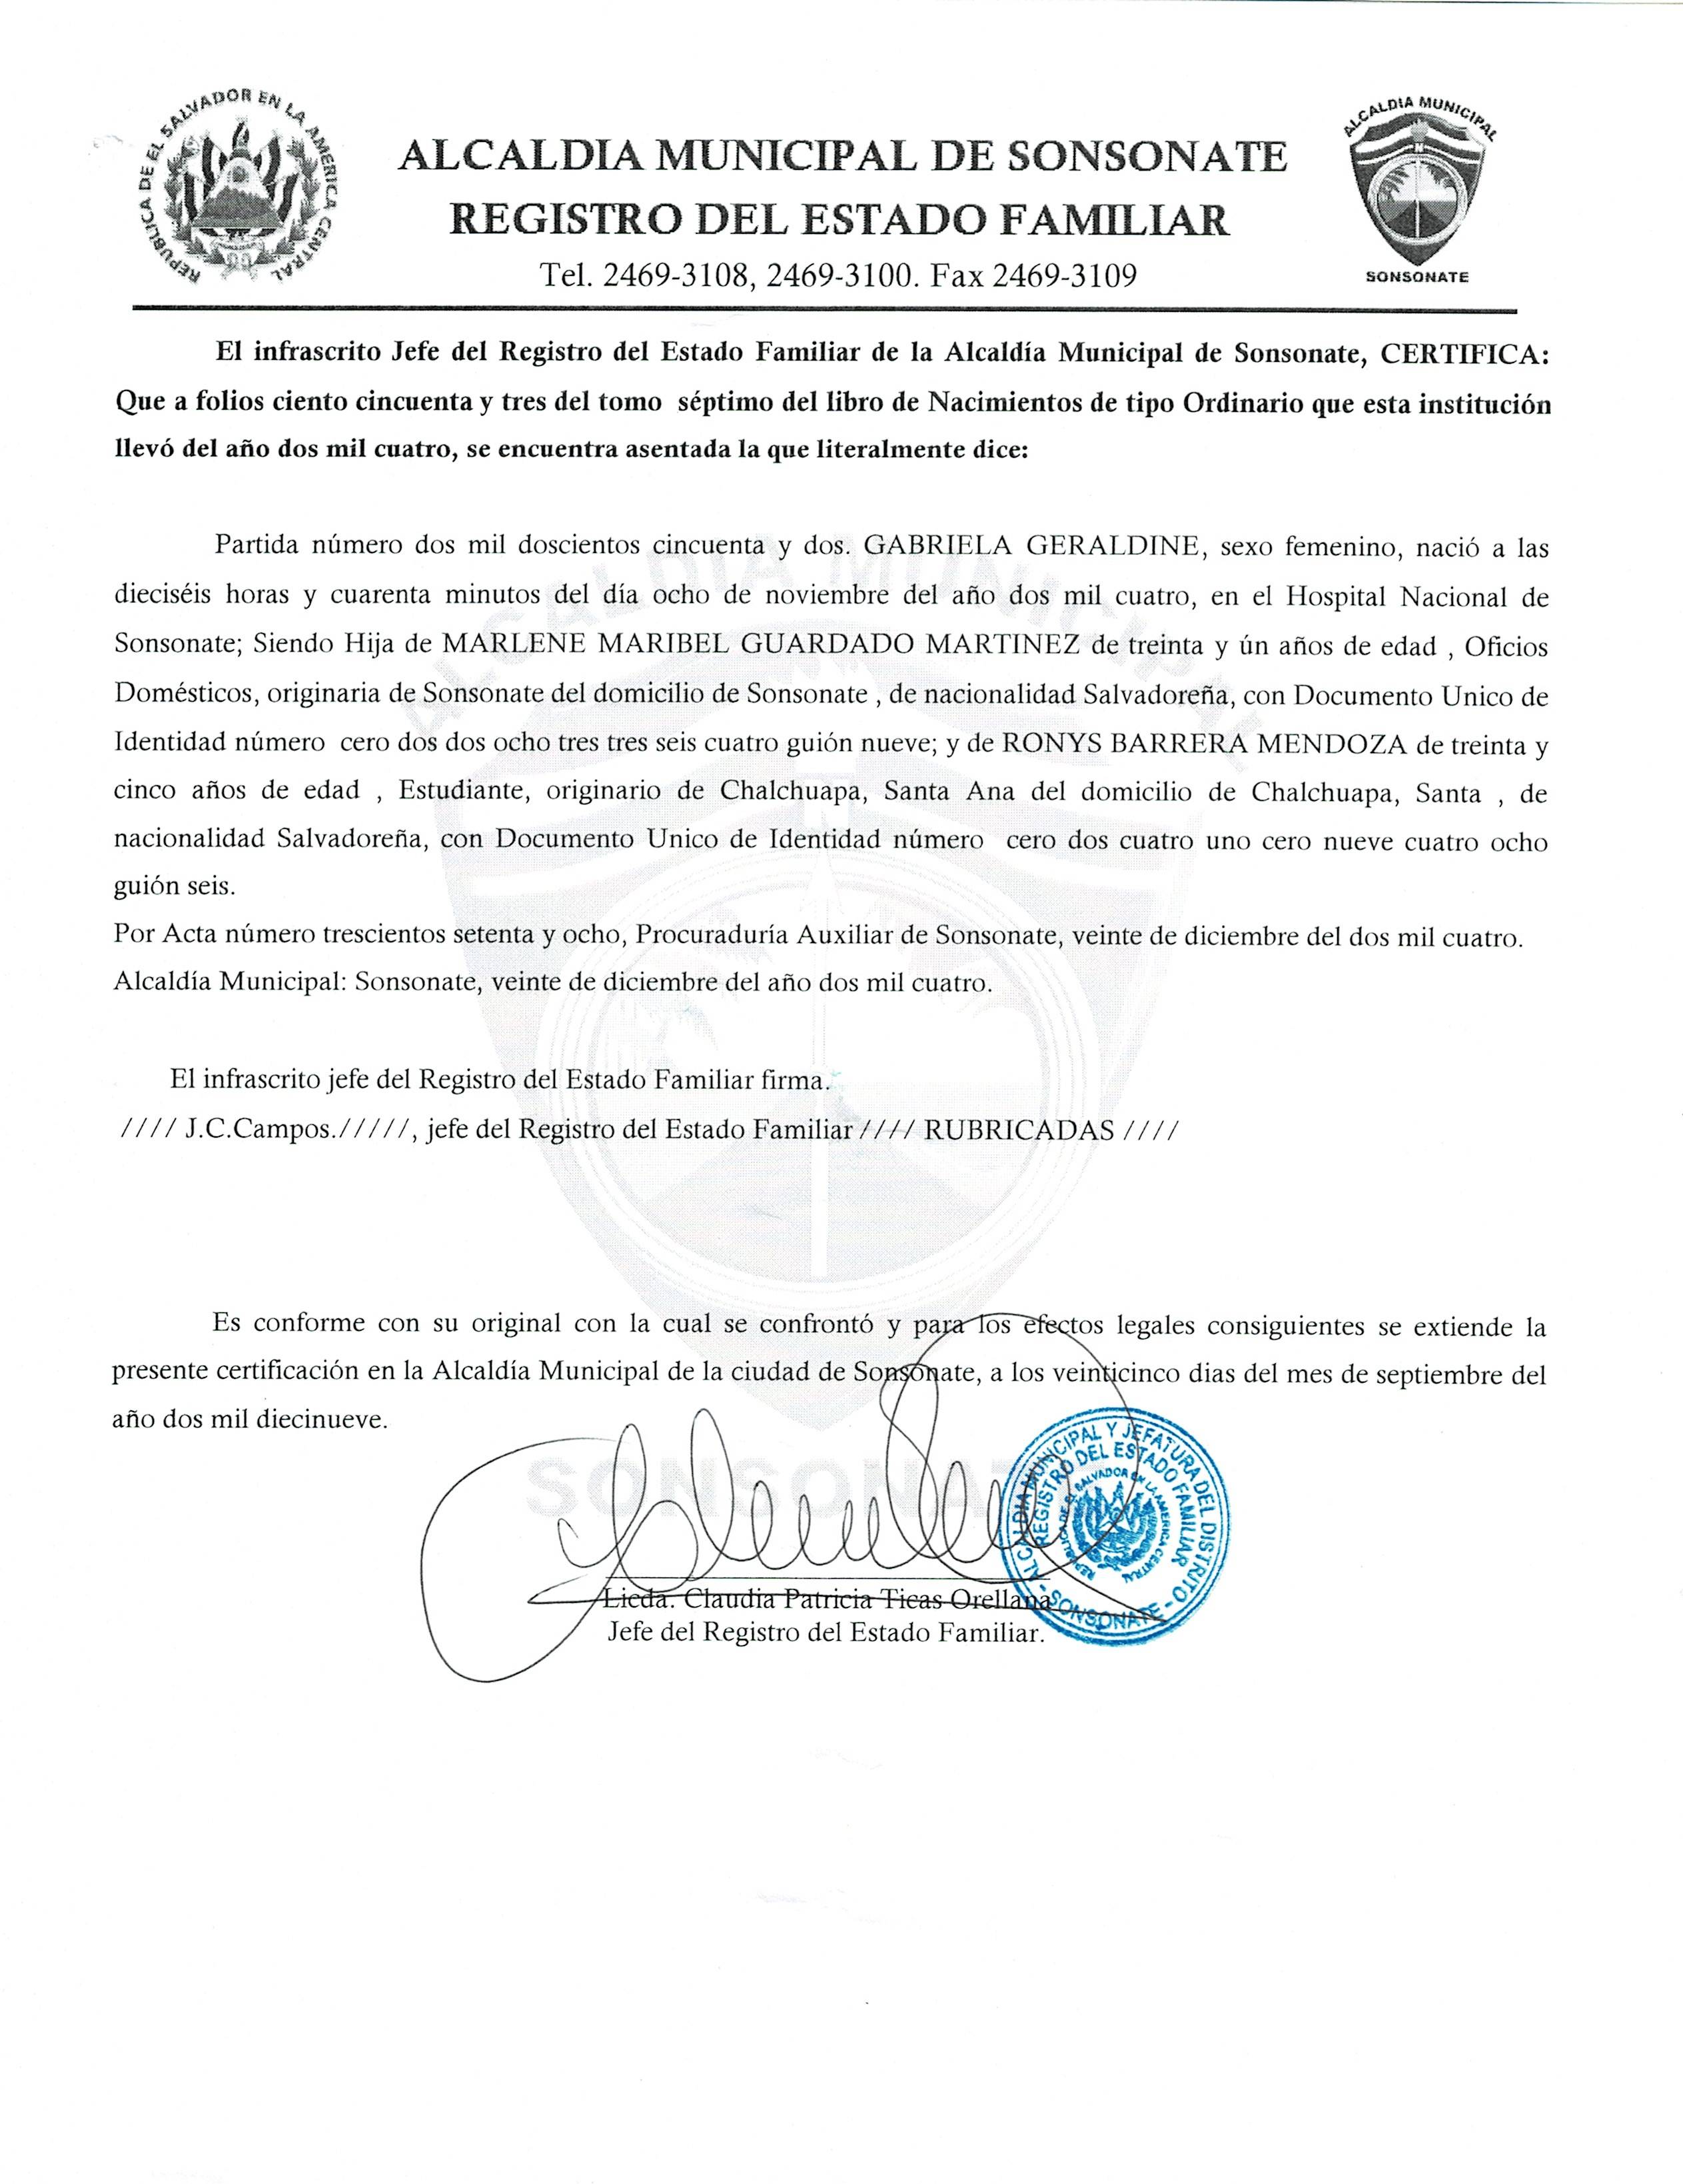 REPUBLICA DE EL SALVADOR EN LA AMERICA CENTRAL
ALCALDIA MUNICIPAL DE SONSONATE
REGISTRO DEL ESTADO FAMILIAR
Tel. 2469-3108, 2469-3100. Fax 2469-3109
ALCALDIA MUNICIPAL
SONSONATE
El infrascrito Jefe del Registro del Estado Familiar de la Alcaldía Municipal de Sonsonate, CERTIFICA:
Que a folios ciento cincuenta y tres del tomo séptimo del libro de Nacimientos de tipo Ordinario que esta institución
llevó del año dos mil cuatro, se encuentra asentada la que literalmente dice:
Partida número dos mil doscientos cincuenta y dos. GABRIELA GERALDINE, sexo femenino, nació a las
dieciséis horas y cuarenta minutos del día ocho de noviembre del año dos mil cuatro, en el Hospital Nacional de
Sonsonate; Siendo Hija de MARLENE MARIBEL GUARDADO MARTINEZ de treinta y ún años de edad , Oficios
Domésticos, originaria de Sonsonate del domicilio de Sonsonate , de nacionalidad Salvadoreña, con Documento Unico de
Identidad número cero dos dos ocho tres tres seis cuatro guión nueve; y de RONYS BARRERA MENDOZA de treinta y
cinco años de edad , Estudiante, originario de Chalchuapa, Santa Ana del domicilio de Chalchuapa, Santa , de
nacionalidad Salvadoreña, con Documento Unico de Identidad número cero dos cuatro uno cero nueve cuatro ocho
guión seis.
Por Acta número trescientos setenta y ocho, Procuraduría Auxiliar de Sonsonate, veinte de diciembre del dos mil cuatro.
Alcaldía Municipal: Sonsonate, veinte de diciembre del año dos mil cuatro.
El infrascrito jefe del Registro del Estado Familiar firma.
//// J.C.Campos./////, jefe del Registro del Estado Familiar //// RUBRICADAS ////
Es conforme con su original con la cual se confrontó y para los efectos legales consiguientes se extiende la
presente certificación en la Alcaldía Municipal de la ciudad de Sonsonate, a los veinticinco dias del mes de septiembre del
año dos mil diecinueve.
Licda. Claudia Patricia Ticas Orellana
Jefe del Registro del Estado Familiar.
ALCALDIA MUNICIPAL Y JEFATURA DEL DISTRITO - SONSONATE -
REGISTRO DEL ESTADO FAMILIAR
REPUBLICA DE EL SALVADOR EN LA AMERICA CENTRAL
ALCALDIA MUNICIPAL
SONSONATE